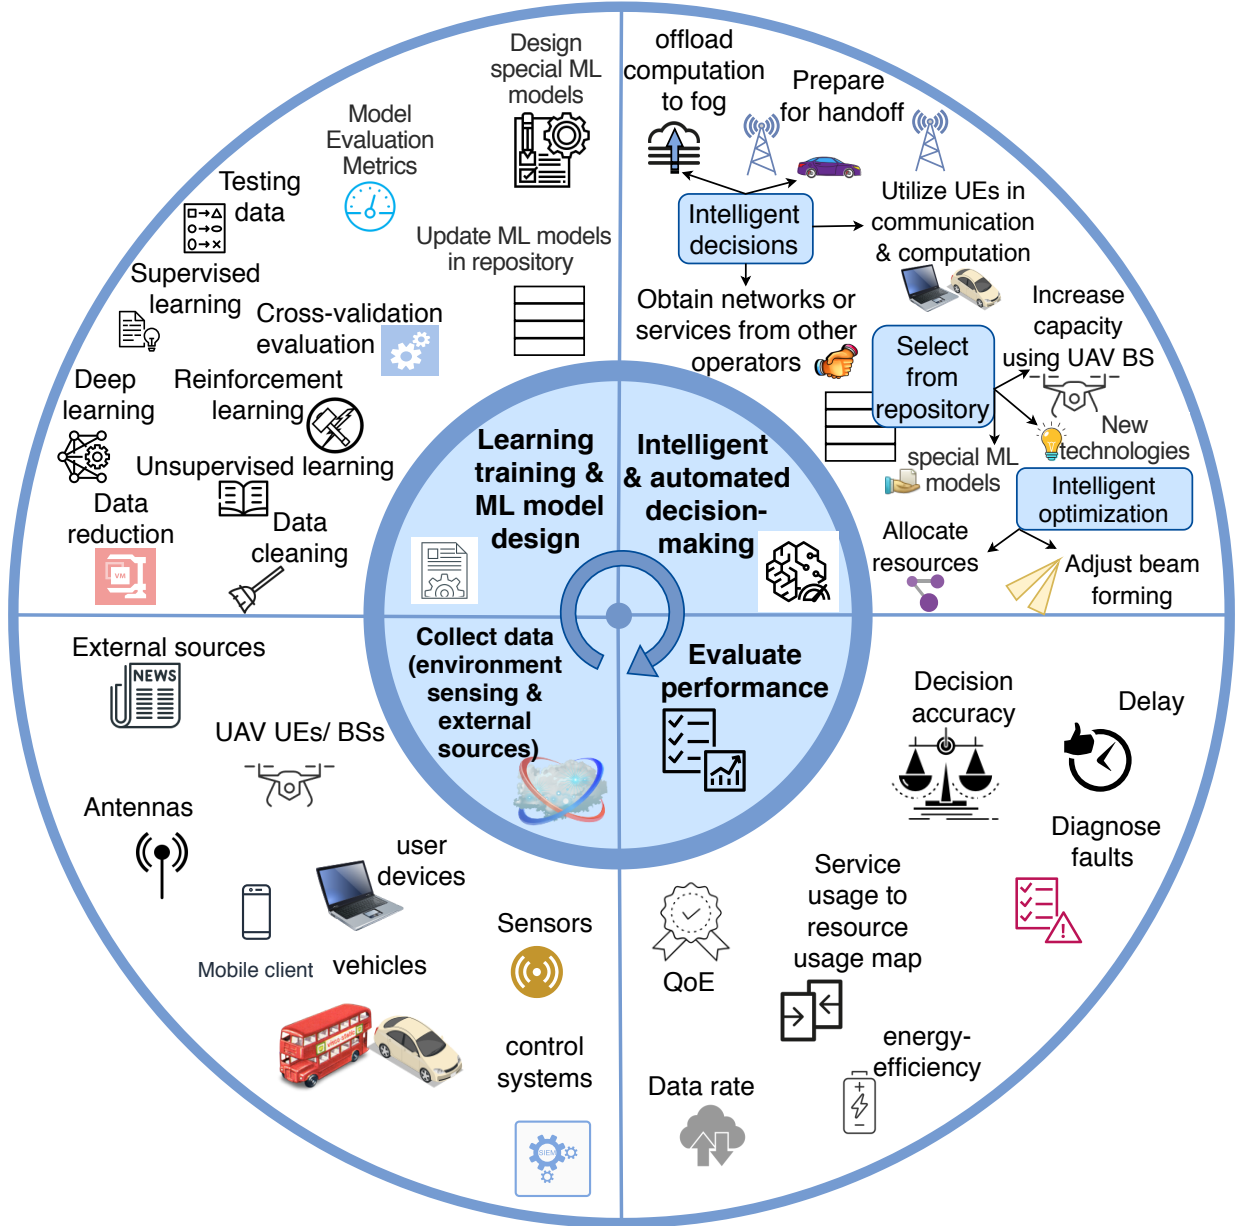 Design
special ML
models
Model
Evaluation
Metrics
Testing
data
Update ML models
in repository
Supervised
learning
Cross-validation
evaluation
Deep
learning
Reinforcement
learning
Unsupervised learning
Data
reduction
VM
Data
cleaning
Learning
training &
ML model
design
offload
computation
to fog
Prepare
for handoff
Intelligent
decisions
Utilize UEs in
communication
& computation
Obtain networks or
services from other
operators
Increase
capacity
using UAV BS
Select
from
repository
New
technologies
special ML
models
Intelligent
optimization
Allocate
resources
Adjust beam
forming
Intelligent
& automated
decision-
making
Collect data
(environment
sensing &
external
sources)
Evaluate
performance
External sources
NEWS
UAV UEs/ BSs
Antennas
user
devices
Mobile client
vehicles
Sensors
control
systems
SIEM
Decision
accuracy
Delay
Diagnose
faults
Service
usage to
resource
usage map
QoE
energy-
efficiency
Data rate